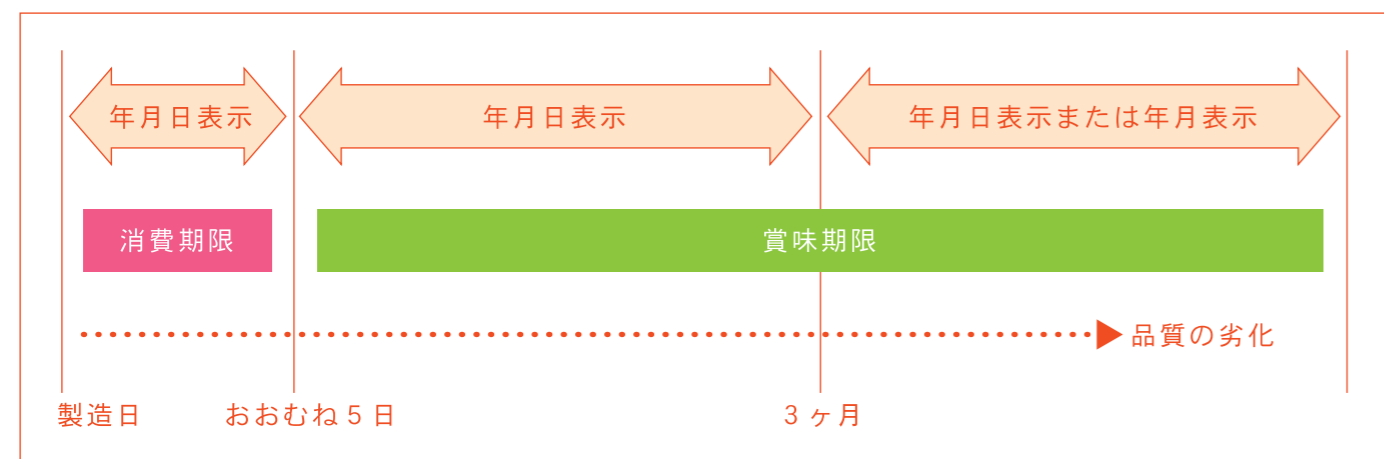 年月日表示
年月日表示
年月日表示または年月表示
消費期限
賞味期限
品質の劣化
製造日
おおむね5日
3ヶ月